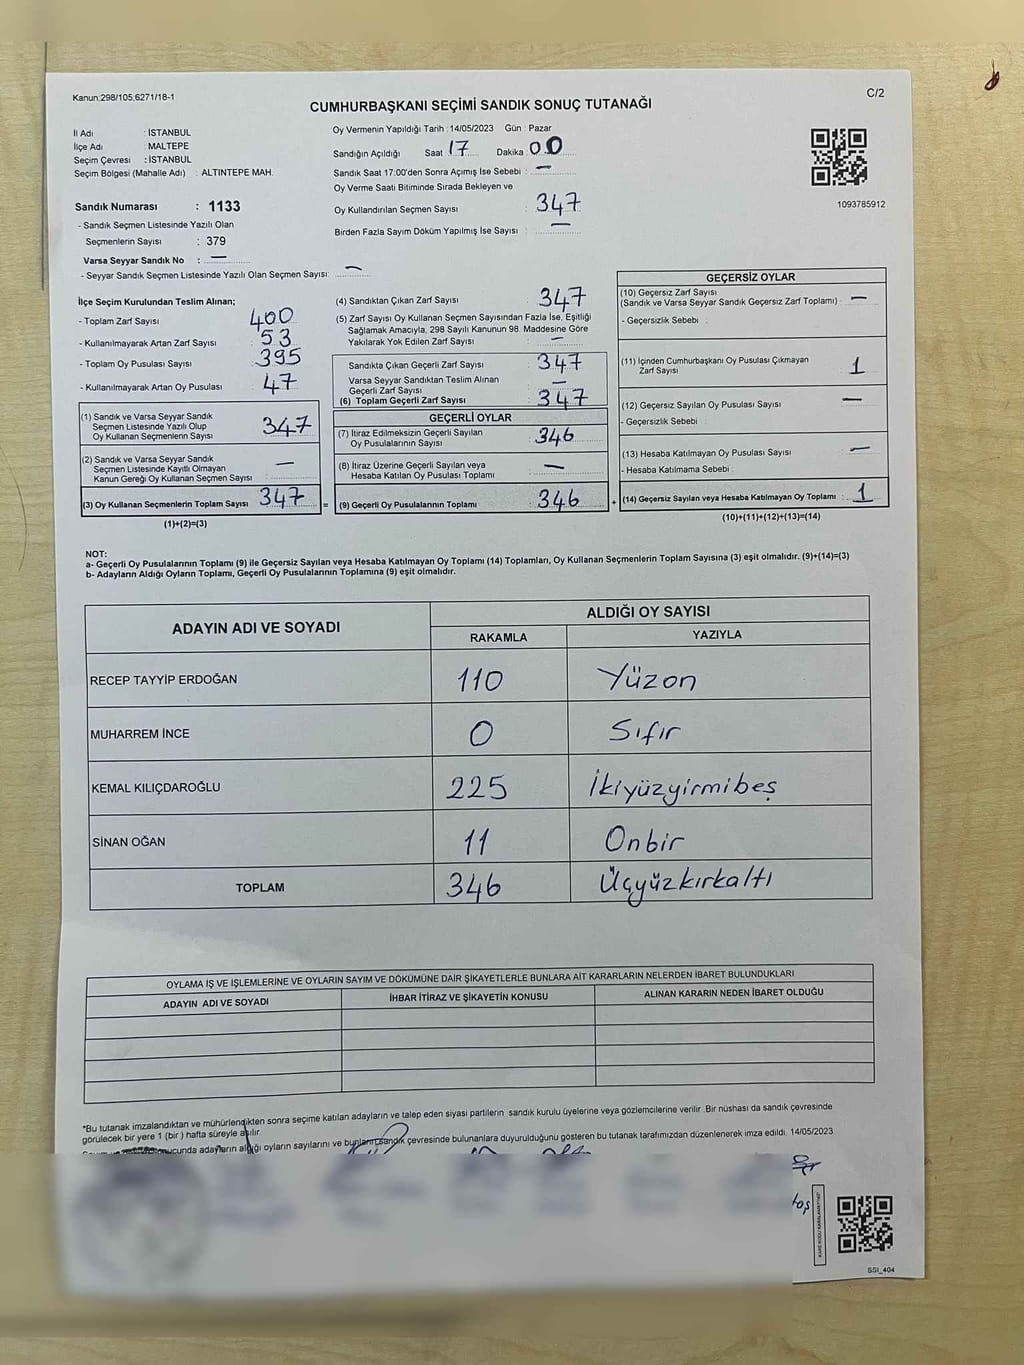 Kanun;298/105;6271/18-1
C/2
CUMHURBAŞKANI SEÇİMİ SANDIK SONUÇ TUTANAĞI
İl Adı : İSTANBUL
İlçe Adı : MALTEPE
Seçim Çevresi : İSTANBUL
Seçim Bölgesi (Mahalle Adı) : ALTINTEPE MAH.
Sandık Numarası : 1133
- Sandık Seçmen Listesinde Yazılı Olan
Seçmenlerin Sayısı : 379
Varsa Seyyar Sandık No : —
- Seyyar Sandık Seçmen Listesinde Yazılı Olan Seçmen Sayısı: —
Oy Vermenin Yapıldığı Tarih : 14/05/2023 Gün : Pazar
Sandığın Açıldığı Saat 17 Dakika 00
Sandık Saat 17:00'den Sonra Açımış İse Sebebi : —
Oy Verme Saati Bitiminde Sırada Bekleyen ve
Oy Kullandırılan Seçmen Sayısı : 347
Birden Fazla Sayım Döküm Yapılmış İse Sayısı : —
1093785912
İlçe Seçim Kurulundan Teslim Alınan;
- Toplam Zarf Sayısı : 400
- Kullanılmayarak Artan Zarf Sayısı : 53
- Toplam Oy Pusulası Sayısı : 395
- Kullanılmayarak Artan Oy Pusulası : 47
(1) Sandık ve Varsa Seyyar Sandık
Seçmen Listesinde Yazılı Olup
Oy Kullanan Seçmenlerin Sayısı : 347
(2) Sandık ve Varsa Seyyar Sandık
Seçmen Listesinde Kayıtlı Olmayan
Kanun Gereği Oy Kullanan Seçmen Sayısı : —
(3) Oy Kullanan Seçmenlerin Toplam Sayısı : 347
(1)+(2)=(3)
(4) Sandıktan Çıkan Zarf Sayısı : 347
(5) Zarf Sayısı Oy Kullanan Seçmen Sayısından Fazla İse, Eşitliği
Sağlamak Amacıyla, 298 Sayılı Kanunun 98. Maddesine Göre
Yakılarak Yok Edilen Zarf Sayısı : —
Sandıkta Çıkan Geçerli Zarf Sayısı : 347
Varsa Seyyar Sandıktan Teslim Alınan
Geçerli Zarf Sayısı : —
(6) Toplam Geçerli Zarf Sayısı : 347
GEÇERLİ OYLAR
(7) İtiraz Edilmeksizin Geçerli Sayılan
Oy Pusulalarının Sayısı : 346
(8) İtiraz Üzerine Geçerli Sayılan veya
Hesaba Katılan Oy Pusulası Toplamı : —
= (9) Geçerli Oy Pusulalarının Toplamı : 346
GEÇERSİZ OYLAR
(10) Geçersiz Zarf Sayısı
(Sandık ve Varsa Seyyar Sandık Geçersiz Zarf Toplamı) : —
- Geçersizlik Sebebi :
(11) İçinden Cumhurbaşkanı Oy Pusulası Çıkmayan
Zarf Sayısı : 1
(12) Geçersiz Sayılan Oy Pusulası Sayısı : —
- Geçersizlik Sebebi :
(13) Hesaba Katılmayan Oy Pusulası Sayısı : —
- Hesaba Katılmama Sebebi :
+ (14) Geçersiz Sayılan veya Hesaba Katılmayan Oy Toplamı : 1
(10)+(11)+(12)+(13)=(14)
NOT:
a- Geçerli Oy Pusulalarının Toplamı (9) ile Geçersiz Sayılan veya Hesaba Katılmayan Oy Toplamı (14) Toplamları, Oy Kullanan Seçmenlerin Toplam Sayısına (3) eşit olmalıdır. (9)+(14)=(3)
b- Adayların Aldığı Oyların Toplamı, Geçerli Oy Pusulalarının Toplamına (9) eşit olmalıdır.
ADAYIN ADI VE SOYADI ALDIĞI OY SAYISI
RAKAMLA YAZIYLA
RECEP TAYYİP ERDOĞAN 110 Yüzon
MUHARREM İNCE 0 Sıfır
KEMAL KILIÇDAROĞLU 225 İkiyüzyirmibeş
SİNAN OĞAN 11 Onbir
TOPLAM 346 Üçyüzkırkaltı
OYLAMA İŞ VE İŞLEMLERİNE VE OYLARIN SAYIM VE DÖKÜMÜNE DAİR ŞİKAYETLERLE BUNLARA AİT KARARLARIN NELERDEN İBARET BULUNDUKLARI
ADAYIN ADI VE SOYADI İHBAR İTİRAZ VE ŞİKAYETİN KONUSU ALINAN KARARIN NEDEN İBARET OLDUĞU
*Bu tutanak imzalandıktan ve mühürlendikten sonra seçime katılan adayların ve talep eden siyasi partilerin sandık kurulu üyelerine veya gözlemcilerine verilir. Bir nüshası da sandık çevresinde
görülecek bir yere 1 (bir) hafta süreyle asılır.
adayların aldığı oyların sayılarını ve bunların sandık çevresinde bulunanlara duyurulduğunu gösteren bu tutanak tarafımızdan düzenlenerek imza edildi. 14/05/2023
SSI_404